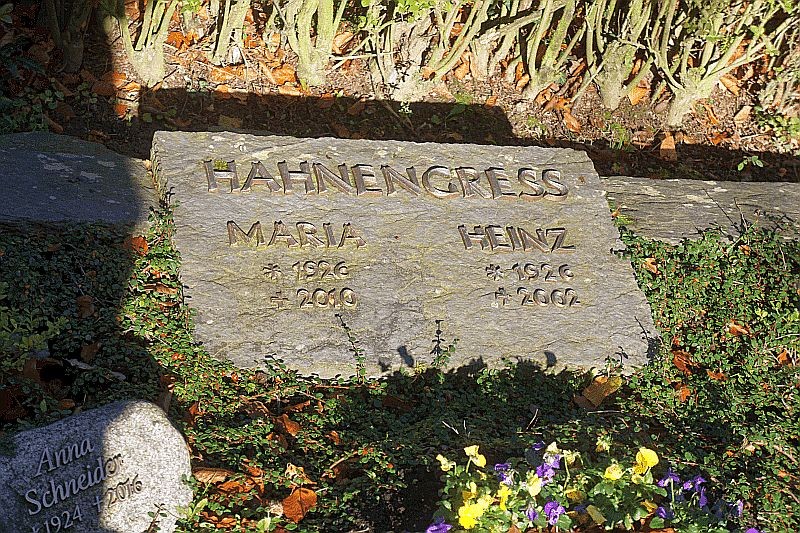 HAHNENGRESS
MARIA HEINZ
* 1926 * 1926
+ 2010 + 2002
Anna
Schneider
*1924 +2016